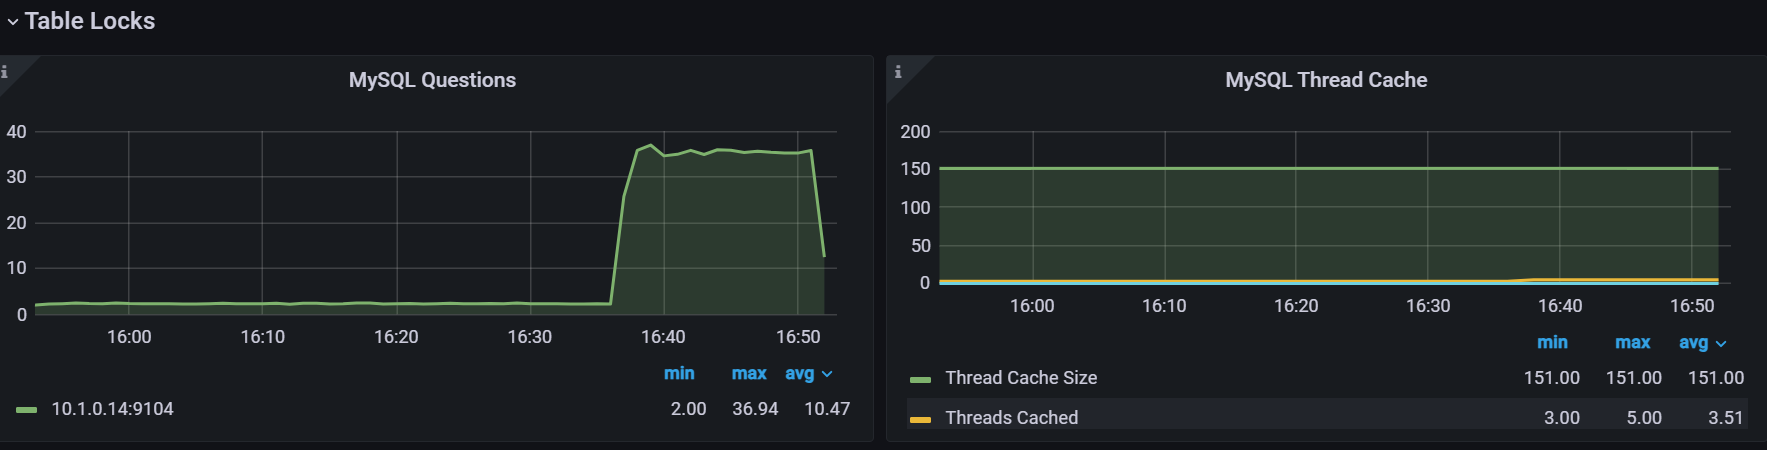 Table Locks
MySQL Questions
40
30
20
10
0
16:00 16:10 16:20 16:30 16:40 16:50
min max avg
10.1.0.14:9104 2.00 36.94 10.47
MySQL Thread Cache
200
150
100
50
0
16:00 16:10 16:20 16:30 16:40 16:50
min max avg
Thread Cache Size 151.00 151.00 151.00
Threads Cached 3.00 5.00 3.51